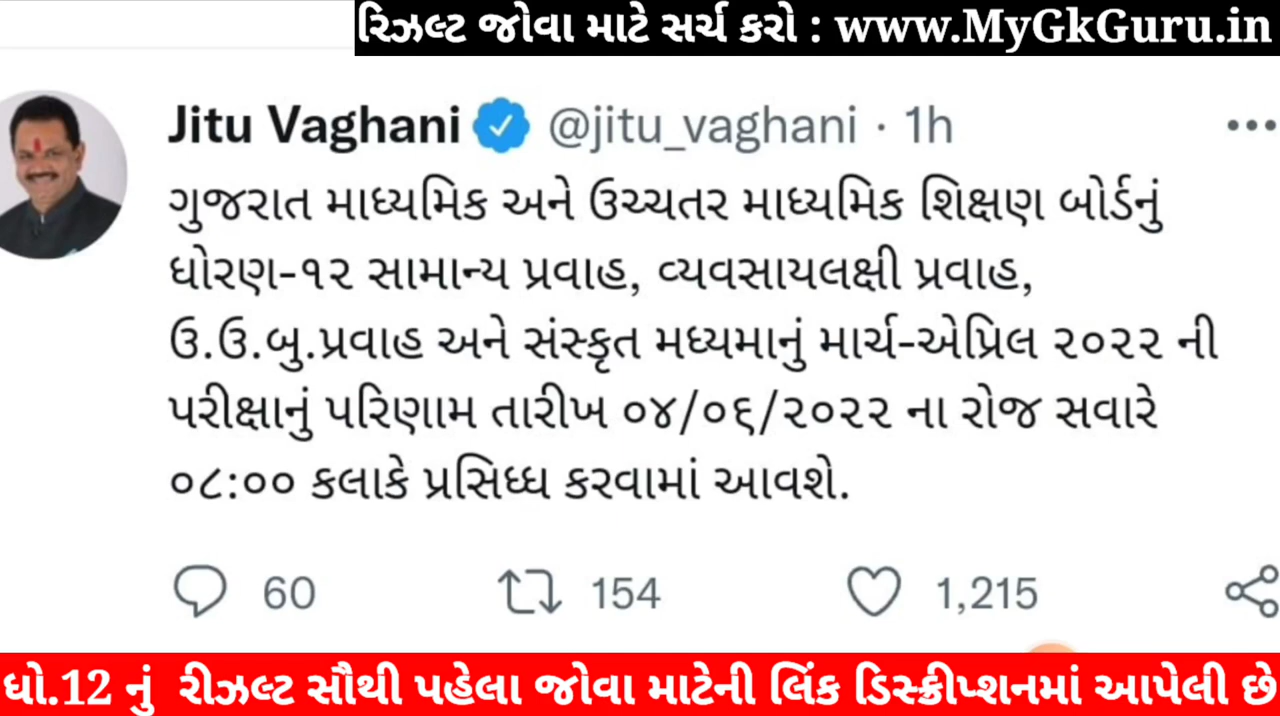 રિઝલ્ટ જોવા માટે સર્ચ કરો : www.MyGkGuru.in
Jitu Vaghani @jitu_vaghani · 1h
ગુજરાત માધ્યમિક અને ઉચ્ચતર માધ્યમિક શિક્ષણ બોર્ડનું
ધોરણ-૧૨ સામાન્ય પ્રવાહ, વ્યવસાયલક્ષી પ્રવાહ,
ઉ.ઉ.બુ.પ્રવાહ અને સંસ્કૃત મધ્યમાનું માર્ચ-એપ્રિલ ૨૦૨૨ ની
પરીક્ષાનું પરિણામ તારીખ ૦૪/૦૬/૨૦૨૨ ના રોજ સવારે
૦૮:૦૦ કલાકે પ્રસિધ્ધ કરવામાં આવશે.
60 154 1,215
ધો.12 નું રીઝલ્ટ સૌથી પહેલા જોવા માટેની લિંક ડિસ્ક્રીપ્શનમાં આપેલી છે